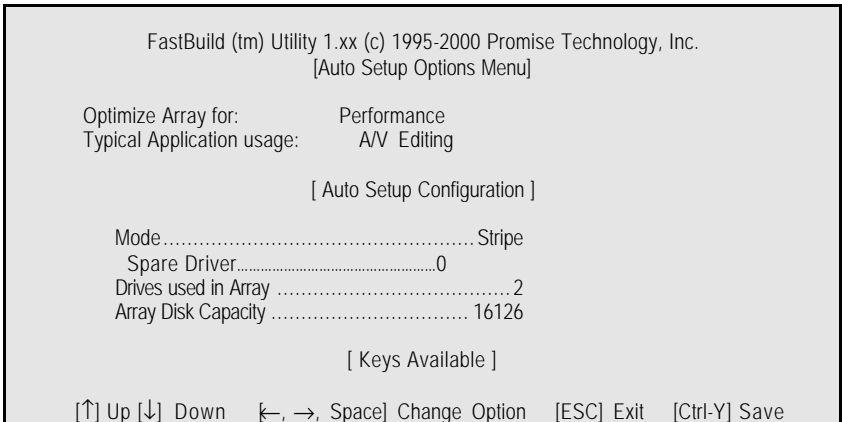 FastBuild (tm) Utility 1.xx (c) 1995-2000 Promise Technology, Inc.
[Auto Setup Options Menu]
Optimize Array for: Performance
Typical Application usage: A/V Editing
[ Auto Setup Configuration ]
Mode....................................................Stripe
Spare Driver.................................................0
Drives used in Array .......................................2
Array Disk Capacity ................................. 16126
[ Keys Available ]
[↑] Up [↓] Down [←, →, Space] Change Option [ESC] Exit [Ctrl-Y] Save